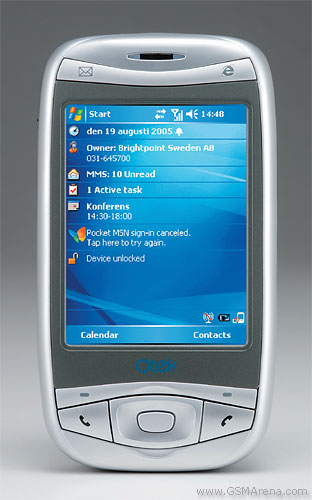 Start 14:48
den 19 augusti 2005
Owner: Brightpoint Sweden AB
031-645700
MMS: 10 Unread
1 Active task
Konferens
14:30-18:00
Pocket MSN sign-in canceled.
Tap here to try again.
Device unlocked
Calendar Contacts
Qtek
www.GSMArena.com